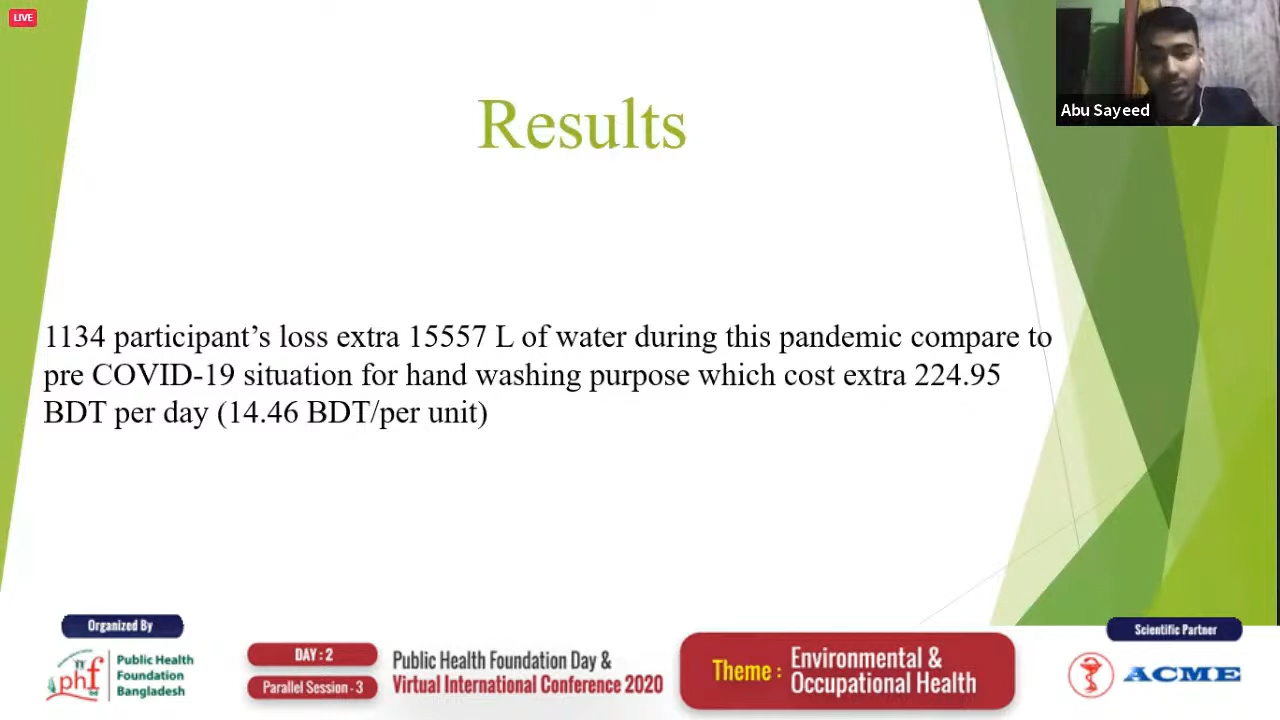 LIVE
Abu Sayeed
Results
1134 participant’s loss extra 15557 L of water during this pandemic compare to
pre COVID-19 situation for hand washing purpose which cost extra 224.95
BDT per day (14.46 BDT/per unit)
Organized By
phf
Public Health
Foundation
Bangladesh
DAY : 2
Parallel Session - 3
Public Health Foundation Day &
Virtual International Conference 2020
Theme :
Environmental &
Occupational Health
Scientific Partner
ACME